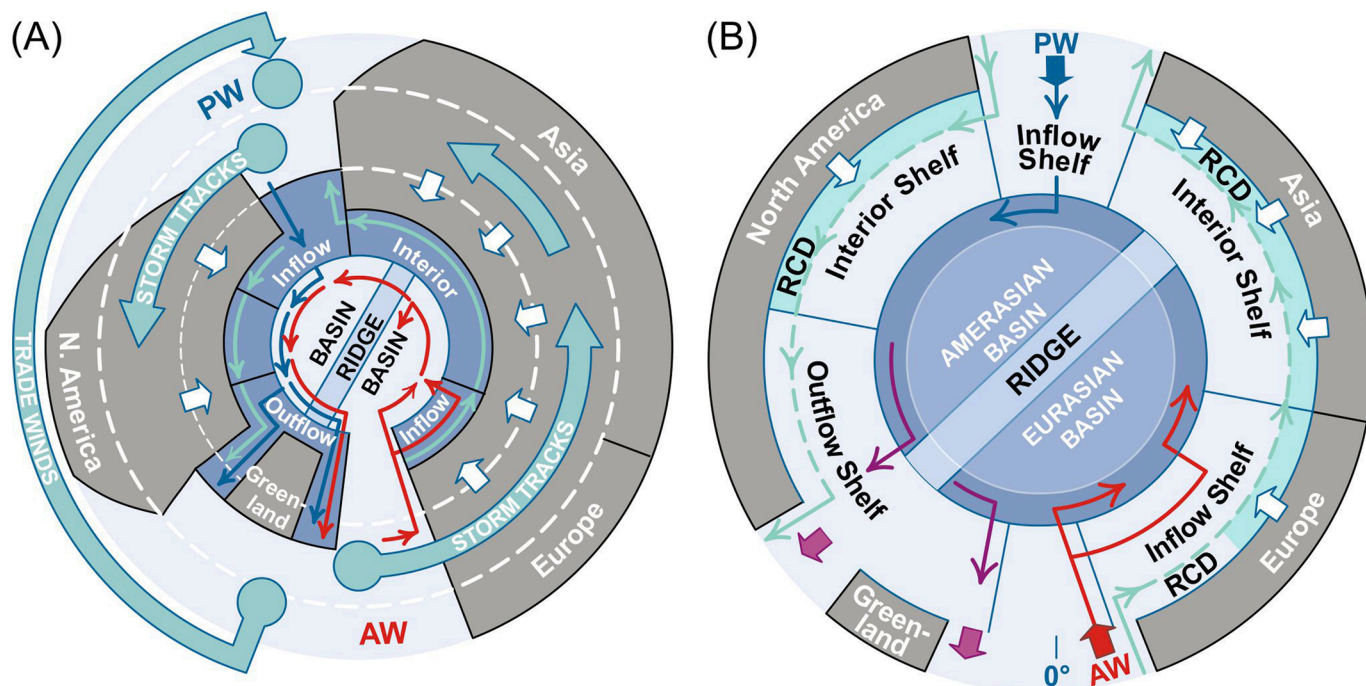 (A)
PW
STORM TRACKS
TRADE WINDS
N. America
Asia
Inflow
Interior
BASIN
RIDGE
BASIN
Outflow
Inflow
Green-
land
STORM TRACKS
Europe
AW
(B)
PW
North America
Inflow
Shelf
Interior Shelf
RCD
RCD
Asia
Interior Shelf
AMERASIAN
BASIN
RIDGE
EURASIAN
BASIN
Outflow Shelf
Inflow Shelf
RCD
Europe
Green-
land
0°
AW